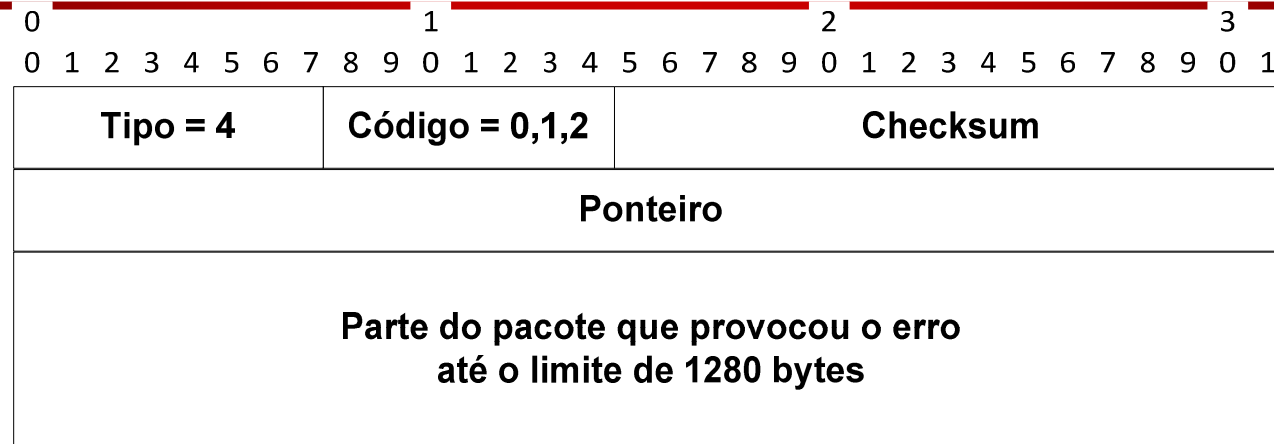 0 1 2 3
0 1 2 3 4 5 6 7 8 9 0 1 2 3 4 5 6 7 8 9 0 1 2 3 4 5 6 7 8 9 0 1
Tipo = 4 Código = 0,1,2 Checksum
Ponteiro
Parte do pacote que provocou o erro
até o limite de 1280 bytes